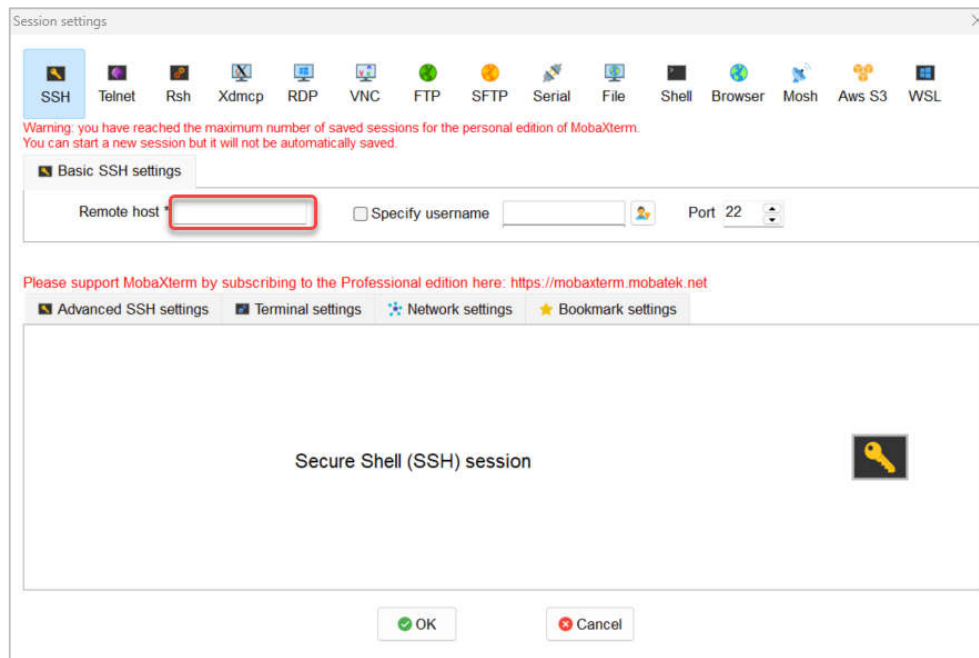 Session settings
SSH Telnet Rsh Xdmcp RDP VNC FTP SFTP Serial File Shell Browser Mosh Aws S3 WSL
Warning: you have reached the maximum number of saved sessions for the personal edition of MobaXterm.
You can start a new session but it will not be automatically saved.
Basic SSH settings
Remote host * Specify username Port 22
Please support MobaXterm by subscribing to the Professional edition here: https://mobaxterm.mobatek.net
Advanced SSH settings Terminal settings Network settings Bookmark settings
Secure Shell (SSH) session
OK Cancel